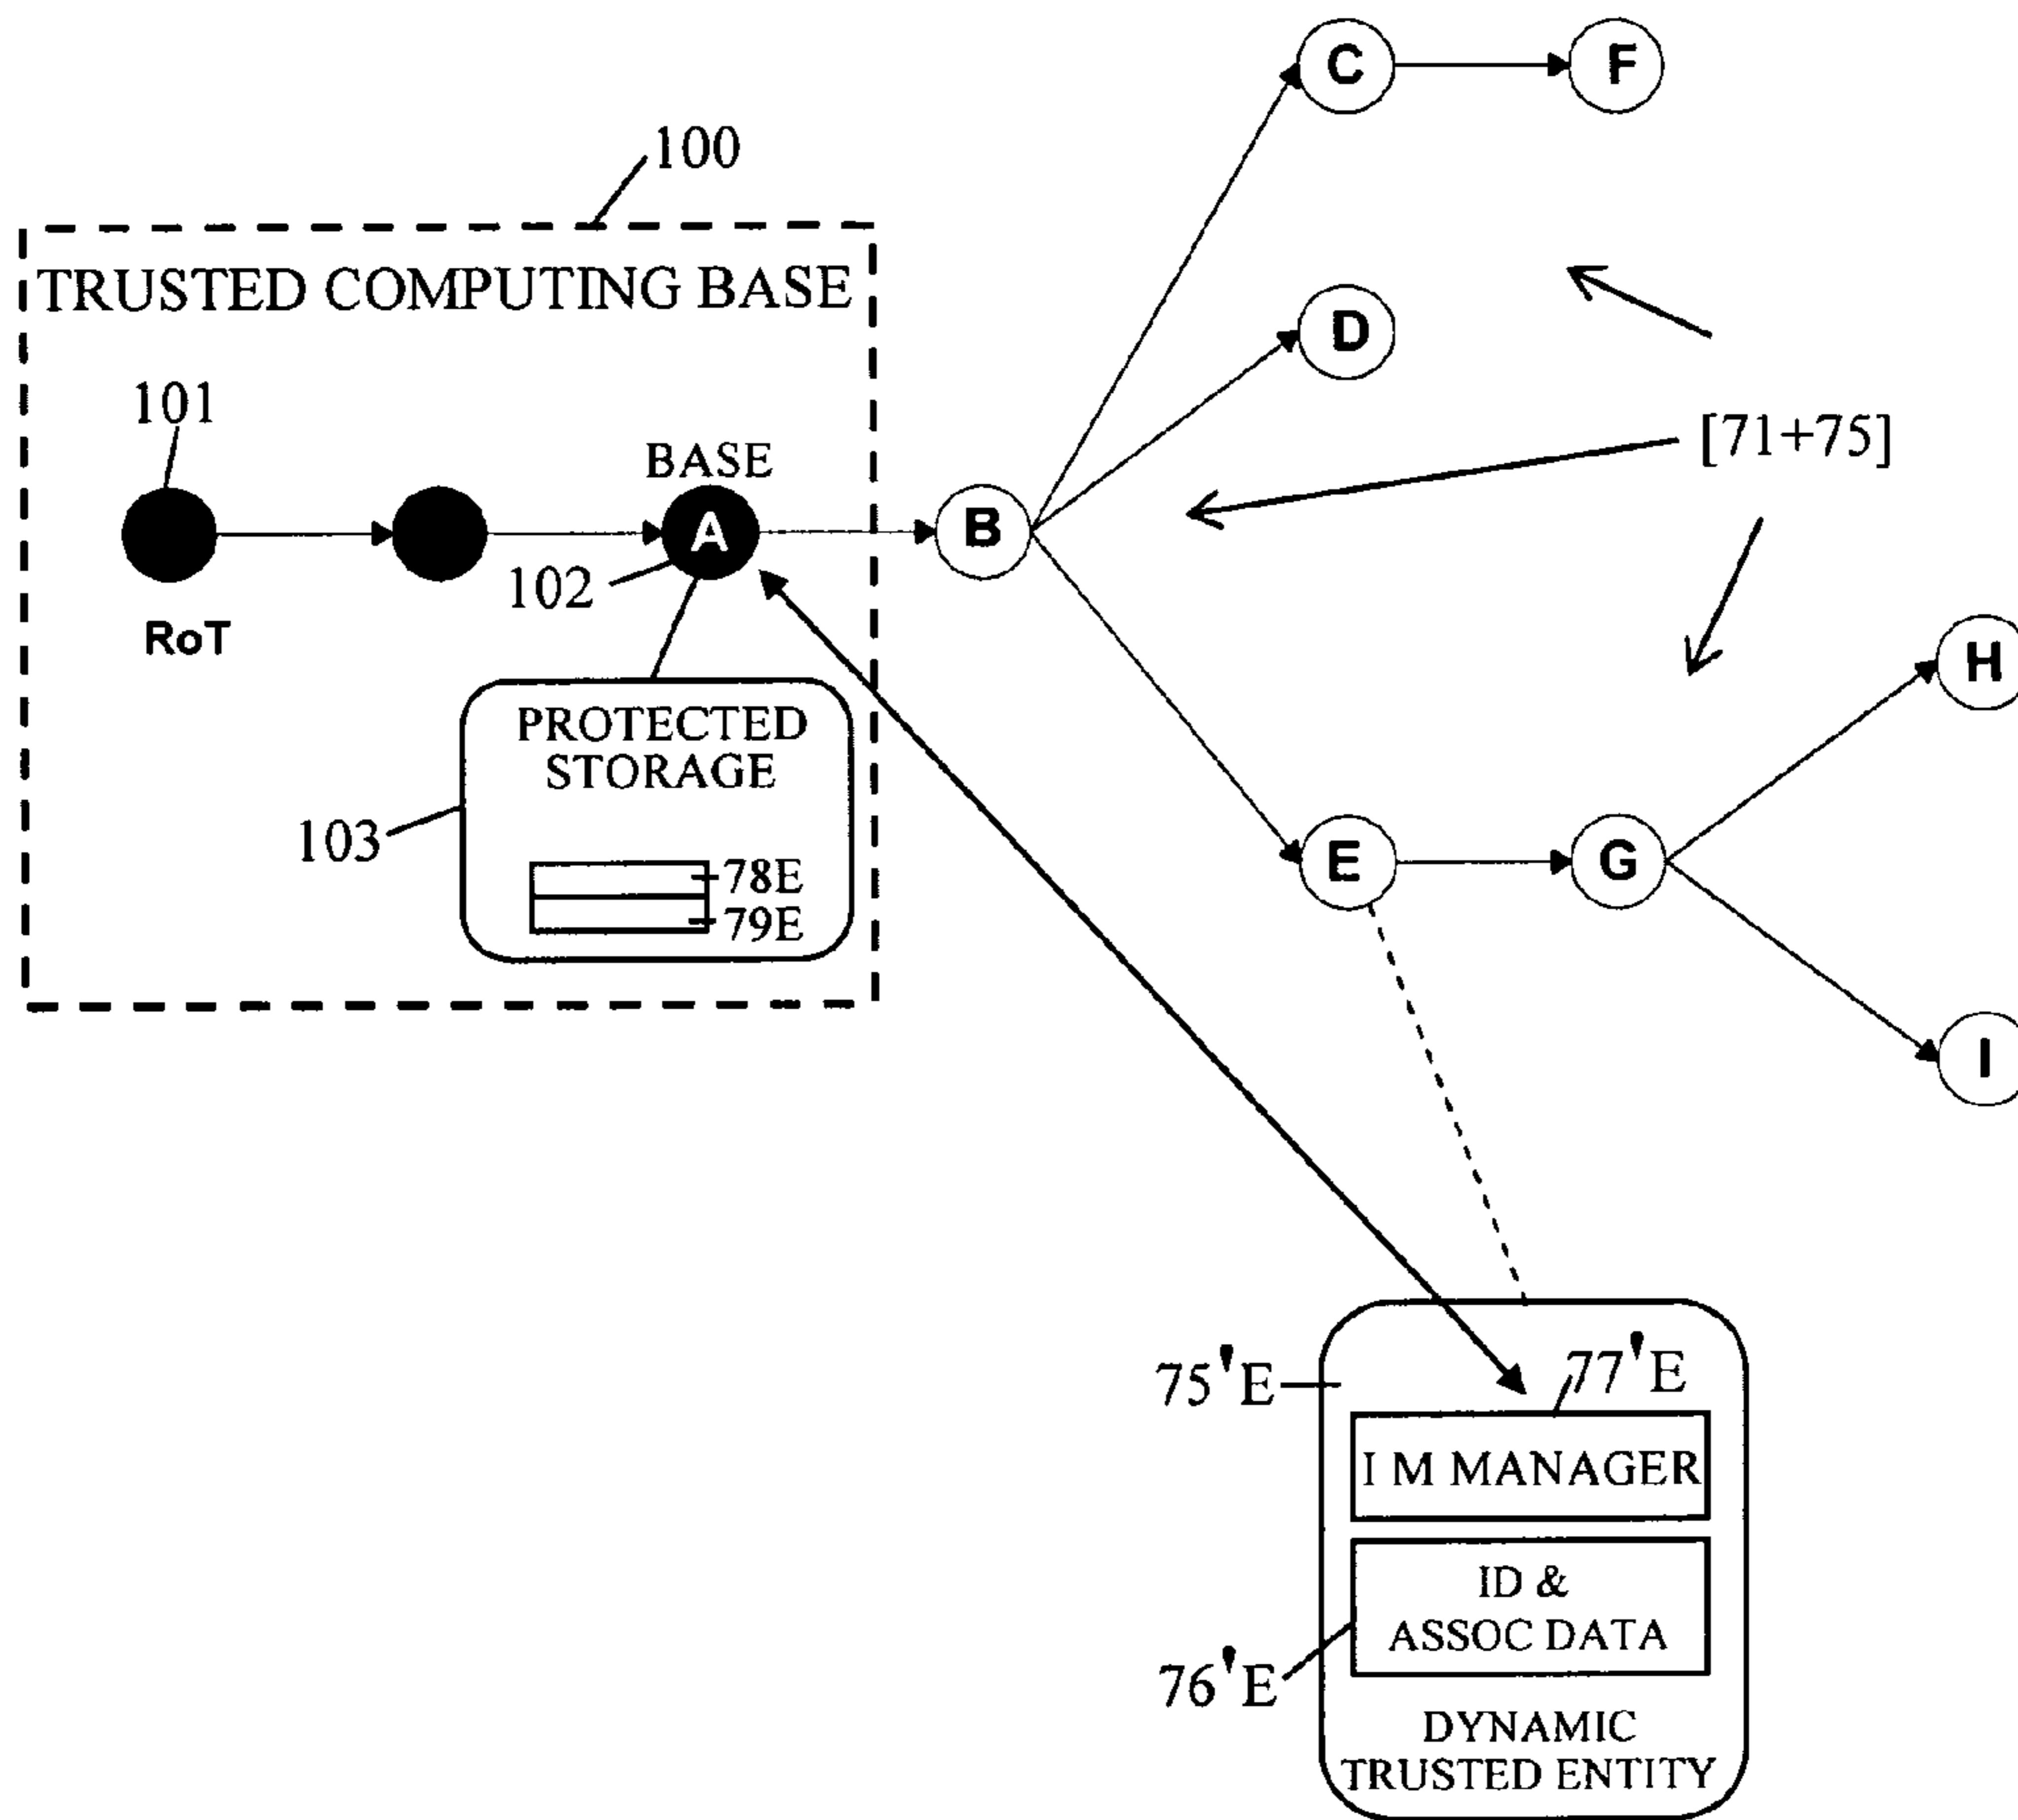 C
F
100
TRUSTED COMPUTING BASE
D
101
[71+75]
BASE
A
B
102
RoT
H
PROTECTED
STORAGE
103
78E
79E
E
G
I
75'E
77'E
I M MANAGER
ID &
ASSOC DATA
76'E
DYNAMIC
TRUSTED ENTITY